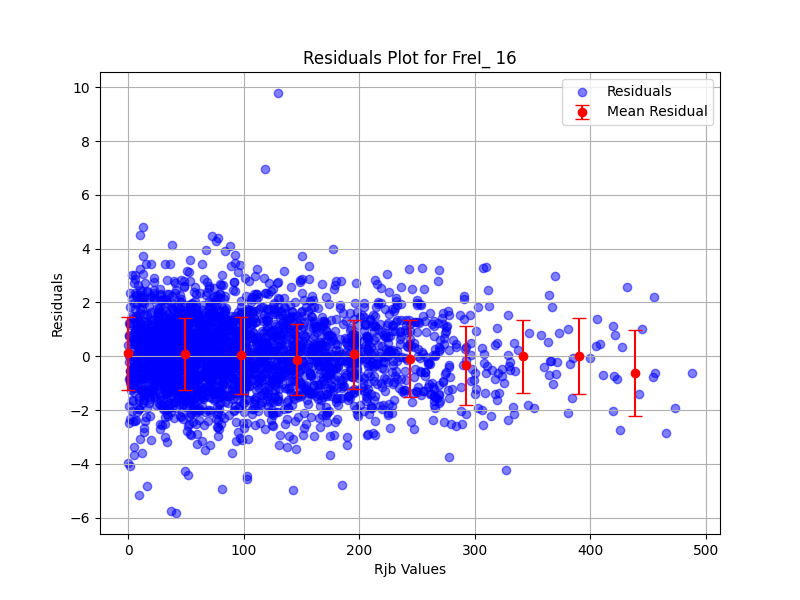 Residuals Plot for FreI_ 16
Residuals
Mean Residual
10
8
6
4
2
0
−2
−4
−6
Residuals
0 100 200 300 400 500
Rjb Values